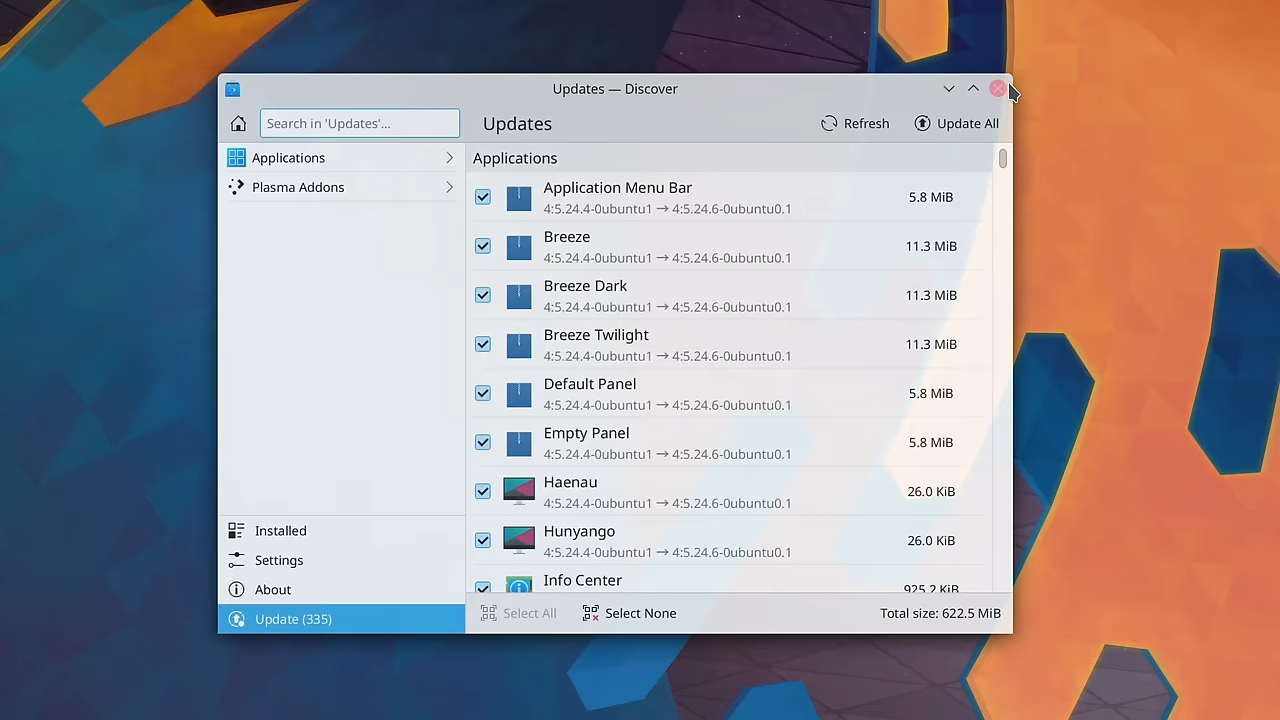 Updates — Discover
Search in 'Updates'...
Updates
Refresh
Update All
Applications
Plasma Addons
Installed
Settings
About
Update (335)
Applications
Application Menu Bar
4:5.24.4-0ubuntu1 → 4:5.24.6-0ubuntu0.1
5.8 MiB
Breeze
4:5.24.4-0ubuntu1 → 4:5.24.6-0ubuntu0.1
11.3 MiB
Breeze Dark
4:5.24.4-0ubuntu1 → 4:5.24.6-0ubuntu0.1
11.3 MiB
Breeze Twilight
4:5.24.4-0ubuntu1 → 4:5.24.6-0ubuntu0.1
11.3 MiB
Default Panel
4:5.24.4-0ubuntu1 → 4:5.24.6-0ubuntu0.1
5.8 MiB
Empty Panel
4:5.24.4-0ubuntu1 → 4:5.24.6-0ubuntu0.1
5.8 MiB
Haenau
4:5.24.4-0ubuntu1 → 4:5.24.6-0ubuntu0.1
26.0 KiB
Hunyango
4:5.24.4-0ubuntu1 → 4:5.24.6-0ubuntu0.1
26.0 KiB
Info Center
925.2 KiB
Select All
Select None
Total size: 622.5 MiB